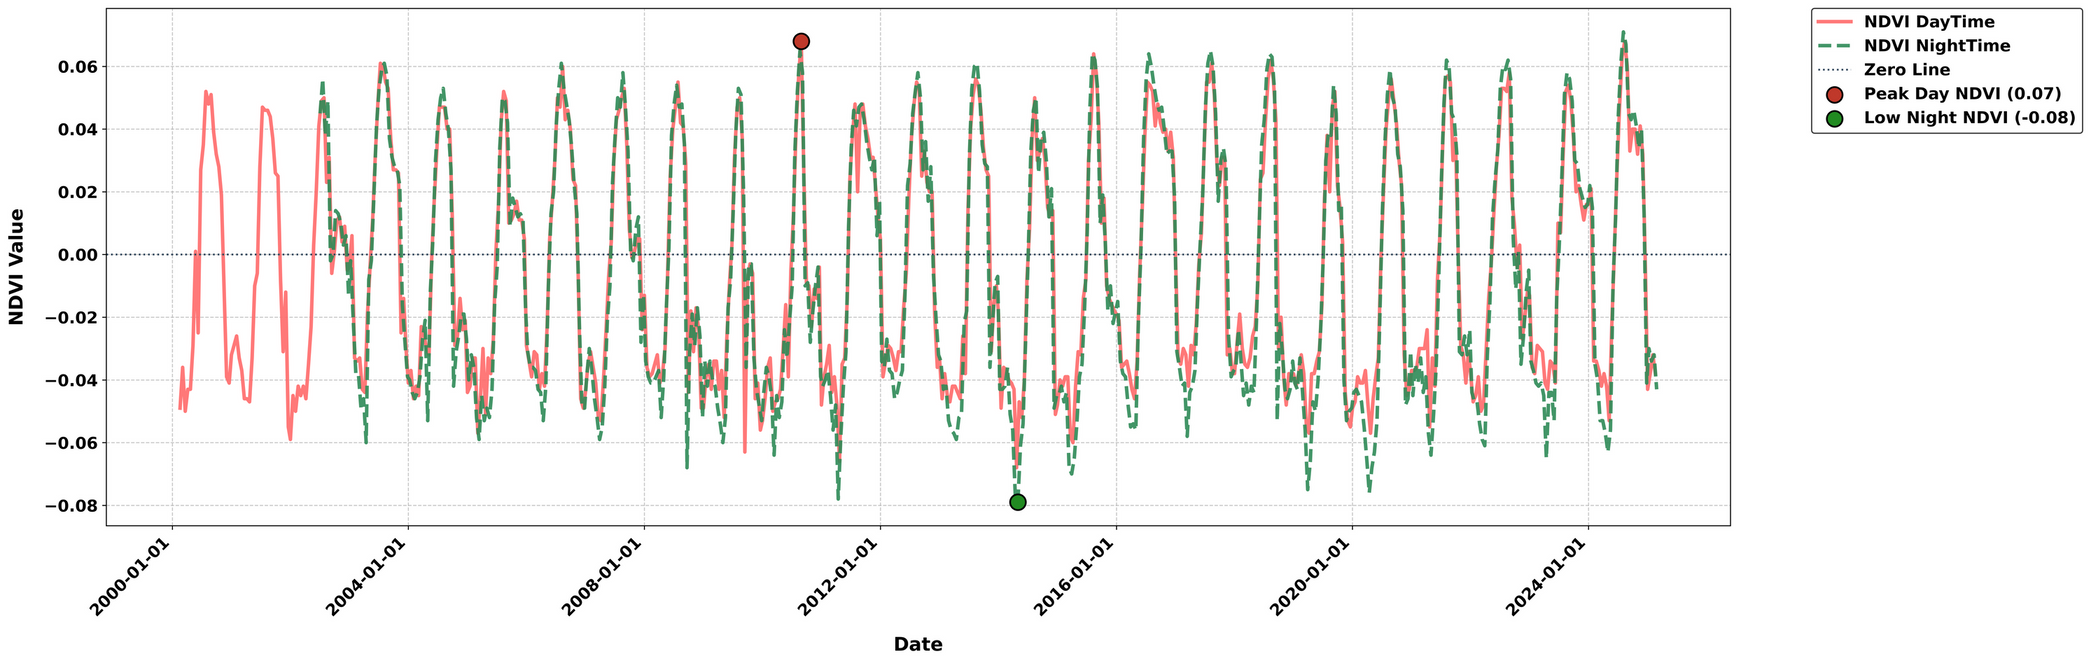 NDVI DayTime
NDVI NightTime
Zero Line
Peak Day NDVI (0.07)
Low Night NDVI (-0.08)
NDVI Value
0.06
0.04
0.02
0.00
−0.02
−0.04
−0.06
−0.08
2000-01-01
2004-01-01
2008-01-01
2012-01-01
2016-01-01
2020-01-01
2024-01-01
Date